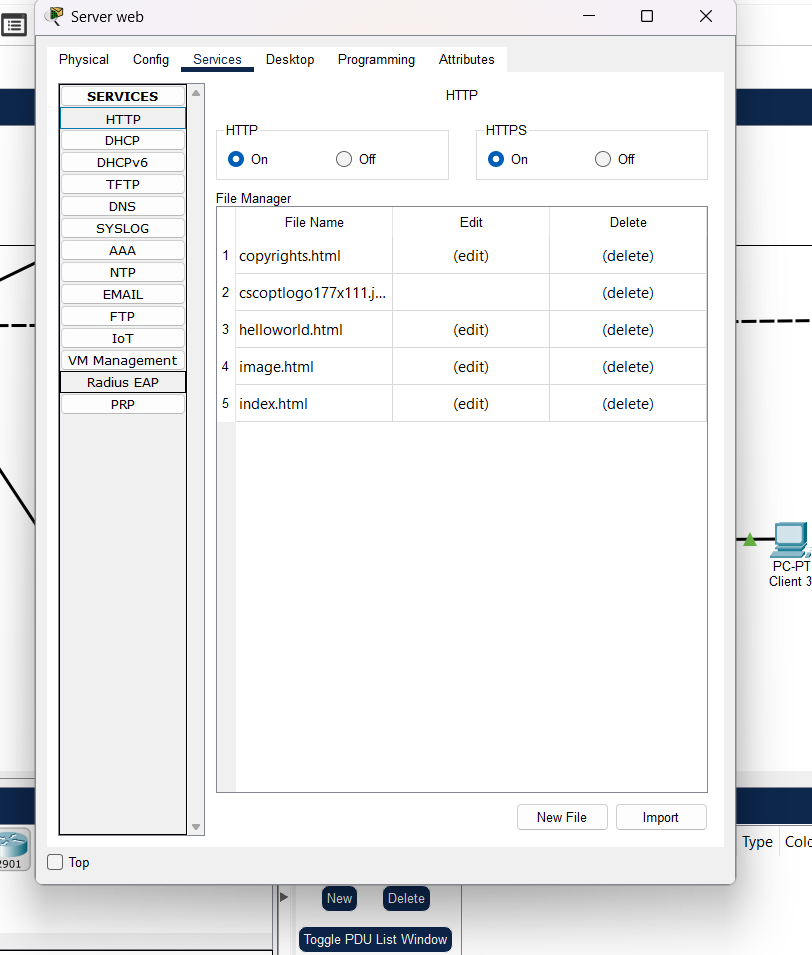 Server web
Physical Config Services Desktop Programming Attributes
SERVICES
HTTP
DHCP
DHCPv6
TFTP
DNS
SYSLOG
AAA
NTP
EMAIL
FTP
IoT
VM Management
Radius EAP
PRP
HTTP
HTTP
On Off
HTTPS
On Off
File Manager
File Name Edit Delete
1 copyrights.html (edit) (delete)
2 cscoptlogo177x111.j... (delete)
3 helloworld.html (edit) (delete)
4 image.html (edit) (delete)
5 index.html (edit) (delete)
New File Import
Top
PC-PT
Client 3
2901
Type Colo
New Delete
Toggle PDU List Window